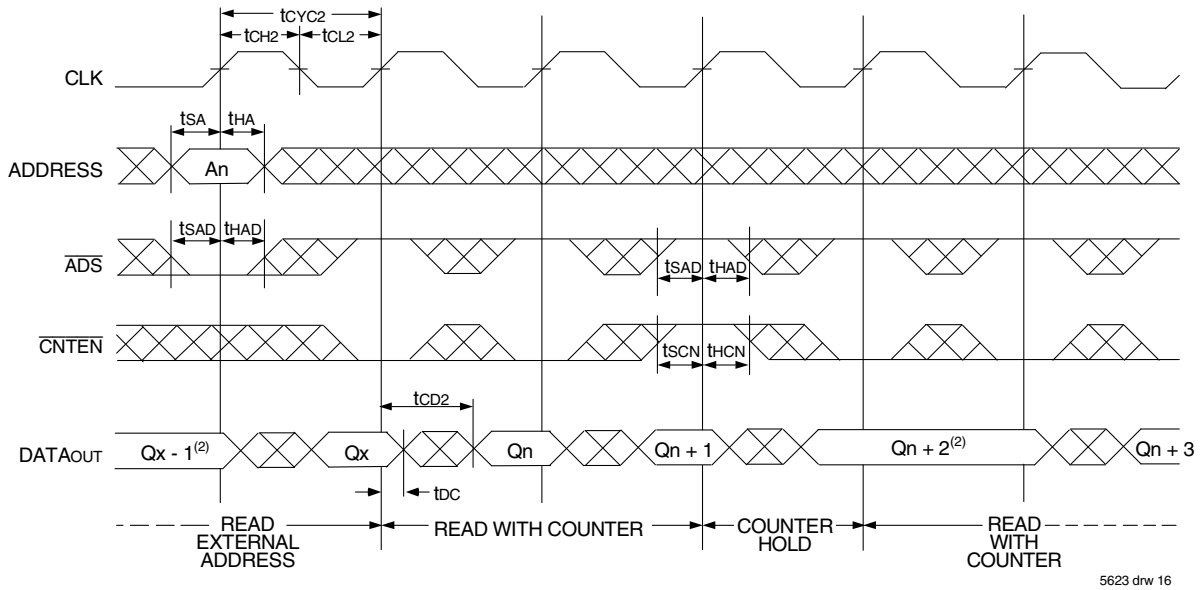 tCYC2
tCH2 tCL2
CLK
tSA tHA
ADDRESS An
tSAD tHAD
ADS
tSAD tHAD
CNTEN
tSCN tHCN
tCD2
DATAOUT Qx - 1(2) Qx Qn Qn + 1 Qn + 2(2) Qn + 3
tDC
READ EXTERNAL ADDRESS
READ WITH COUNTER
COUNTER HOLD
READ WITH COUNTER
5623 drw 16